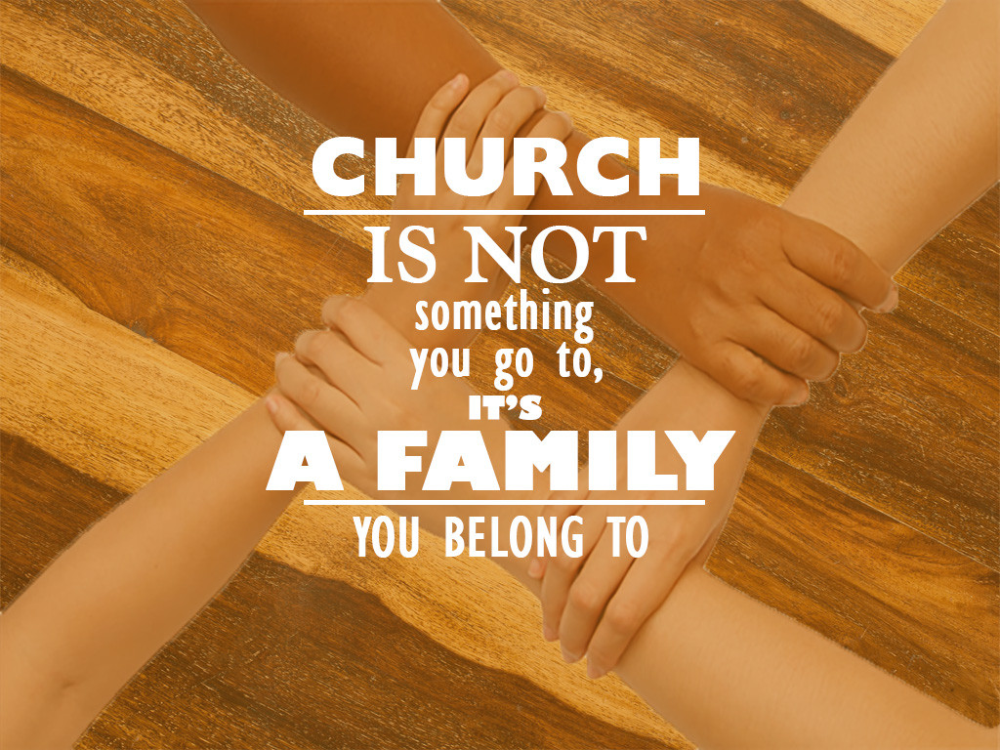 CHURCH
IS NOT
something
you go to,
IT'S
A FAMILY
YOU BELONG TO